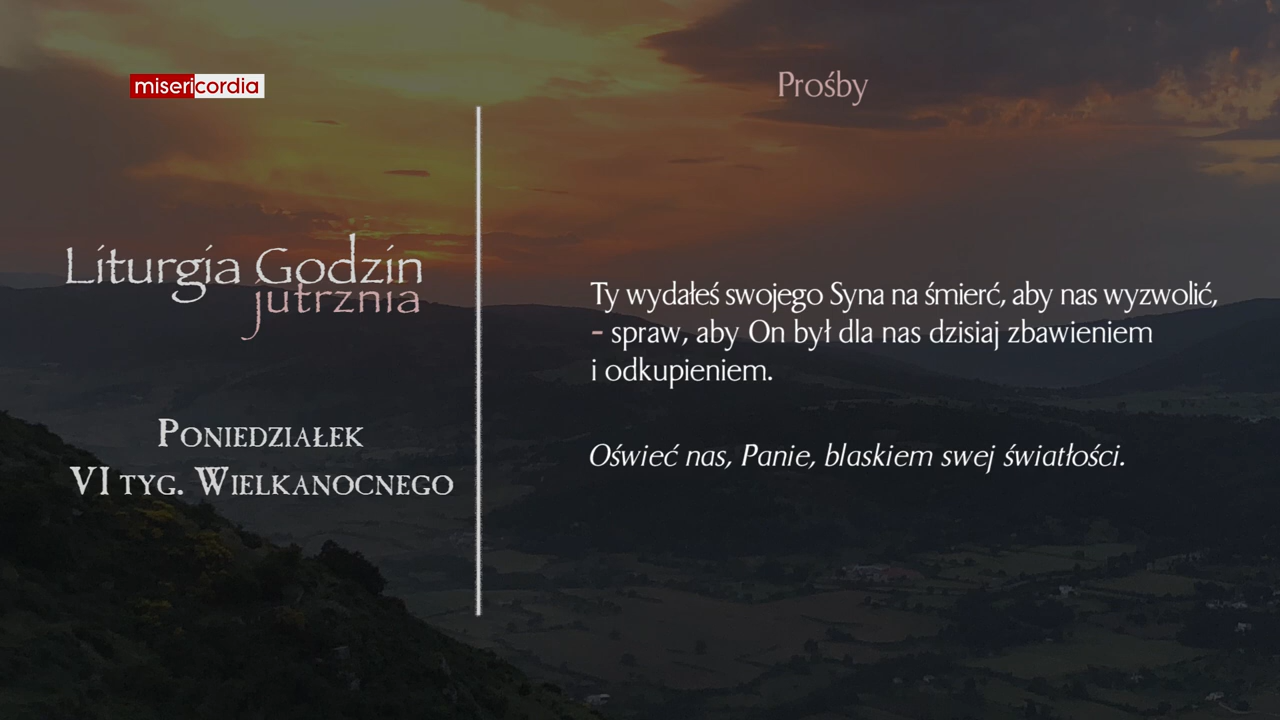 misericordia
Liturgia Godzin
jutrznia
Poniedziałek
VI tyg. Wielkanocnego
Prośby
Ty wydałeś swojego Syna na śmierć, aby nas wyzwolić,
- spraw, aby On był dla nas dzisiaj zbawieniem
i odkupieniem.
Oświeć nas, Panie, blaskiem swej światłości.